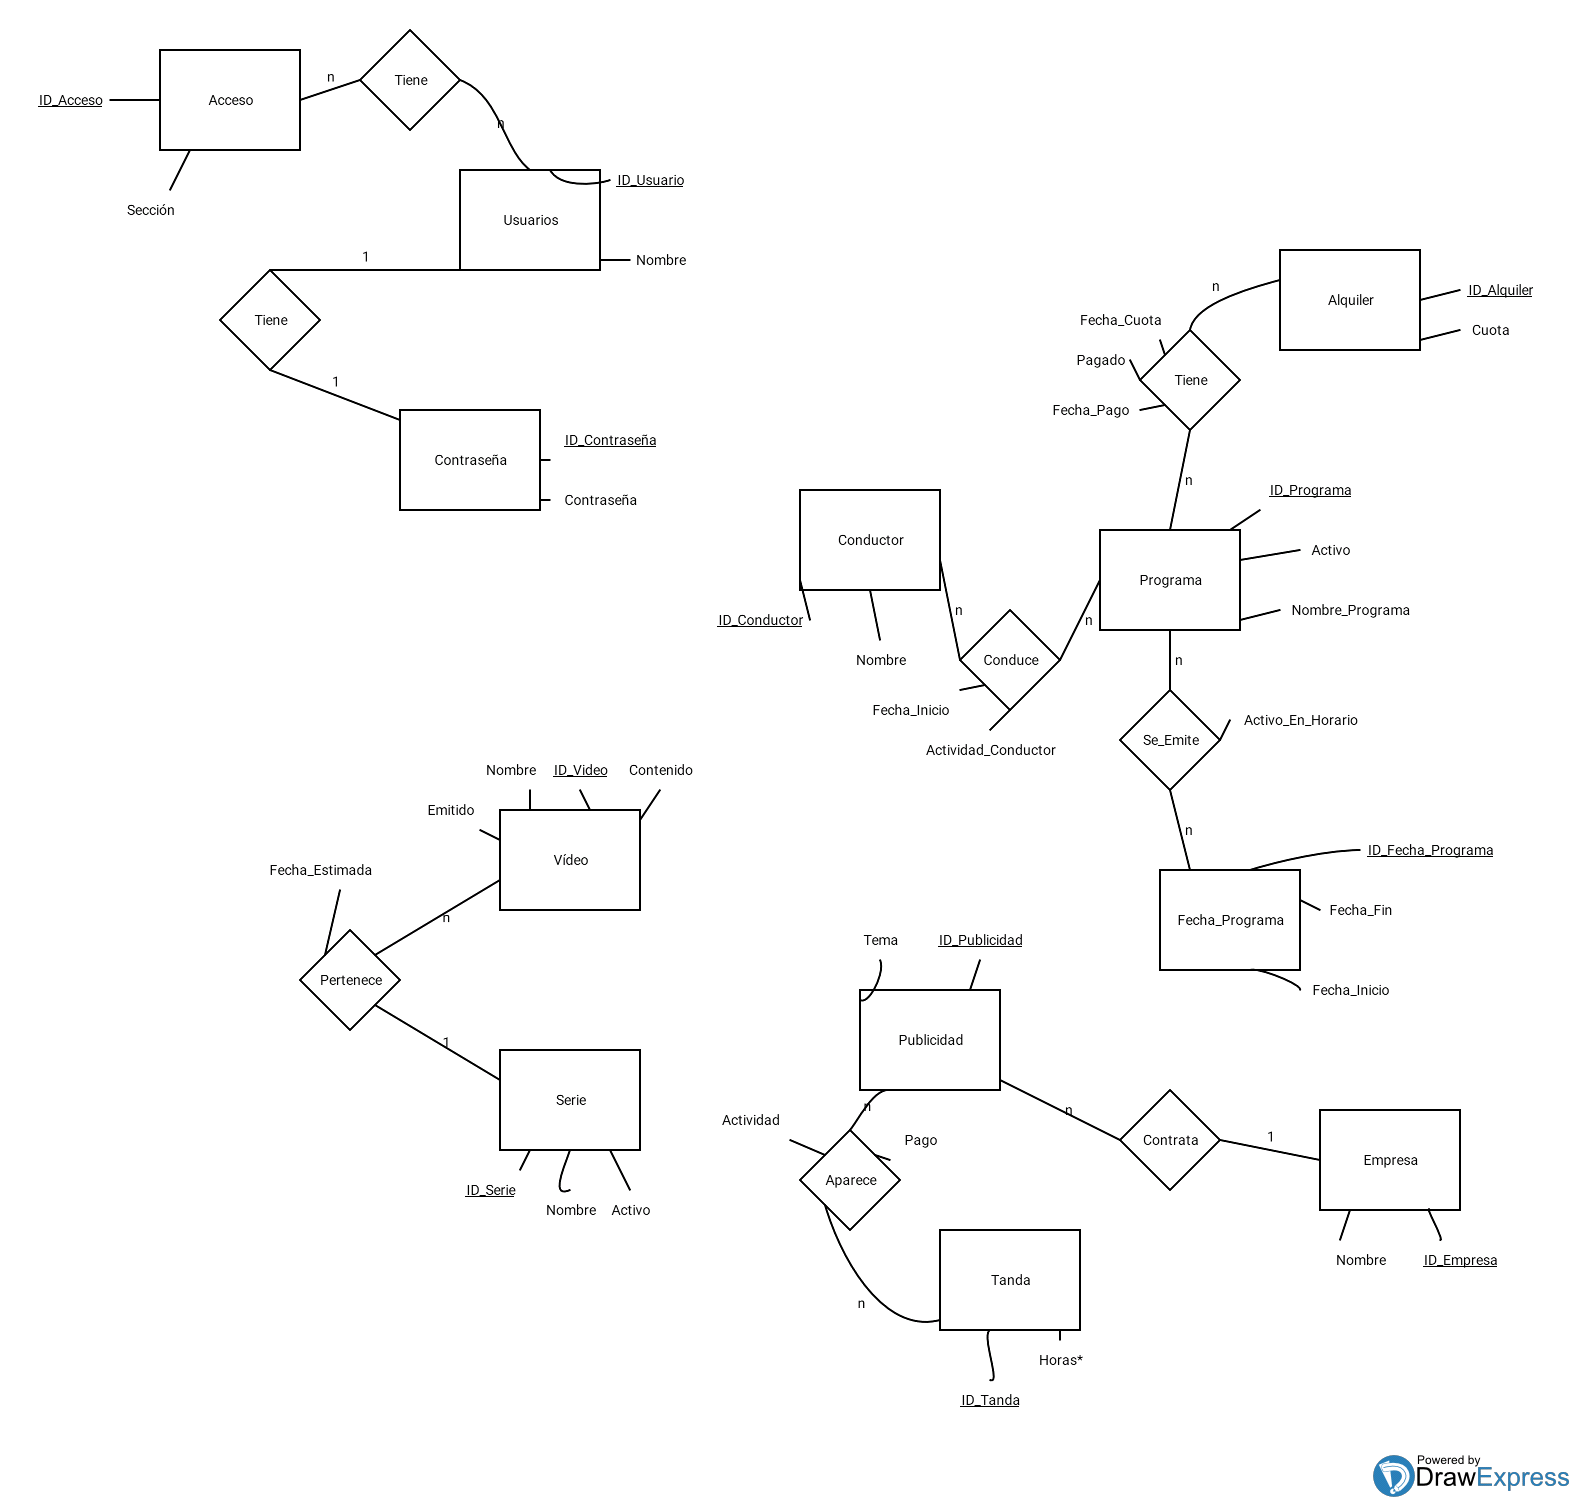 Tiene
n
ID_Acceso
Acceso
n
ID_Usuario
Sección
Usuarios
1
Nombre
Tiene
1
ID_Contraseña
Contraseña
Contraseña
n
Alquiler
ID_Alquiler
Fecha_Cuota
Cuota
Pagado
Tiene
Fecha_Pago
n
ID_Programa
Conductor
Activo
Programa
n
Nombre_Programa
ID_Conductor
n
Nombre
Conduce
n
Fecha_Inicio
Activo_En_Horario
Se_Emite
Actividad_Conductor
Nombre
ID_Video
Contenido
Emitido
n
Vídeo
ID_Fecha_Programa
Fecha_Estimada
n
Fecha_Programa
Fecha_Fin
Tema
ID_Publicidad
Pertenece
Fecha_Inicio
1
Publicidad
Serie
n
n
Actividad
Pago
Contrata
1
Empresa
Aparece
ID_Serie
Nombre
Activo
Nombre
ID_Empresa
Tanda
n
Horas*
ID_Tanda
Powered by
DrawExpress